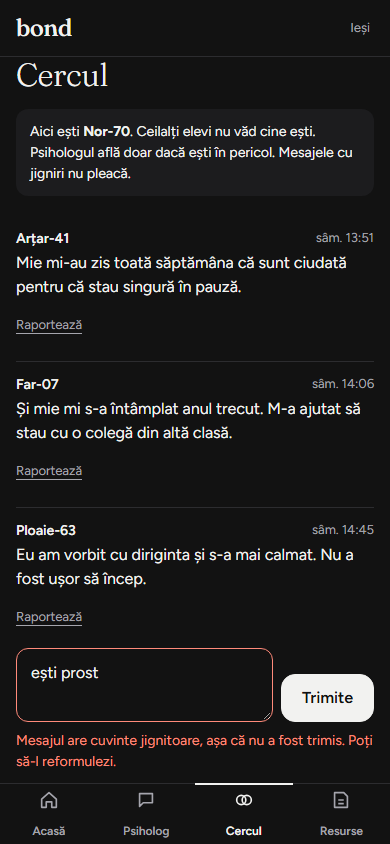 bond
Ieși
Cercul
Aici ești Nor-70. Ceilalți elevi nu văd cine ești.
Psihologul află doar dacă ești în pericol. Mesajele cu
jigniri nu pleacă.
Arțar-41
sâm. 13:51
Mie mi-au zis toată săptămâna că sunt ciudată
pentru că stau singură în pauză.
Raportează
Far-07
sâm. 14:06
Și mie mi s-a întâmplat anul trecut. M-a ajutat să
stau cu o colegă din altă clasă.
Raportează
Ploaie-63
sâm. 14:45
Eu am vorbit cu diriginta și s-a mai calmat. Nu a
fost ușor să încep.
Raportează
ești prost
Trimite
Mesajul are cuvinte jignitoare, așa că nu a fost trimis. Poți
să-l reformulezi.
Acasă
Psiholog
Cercul
Resurse